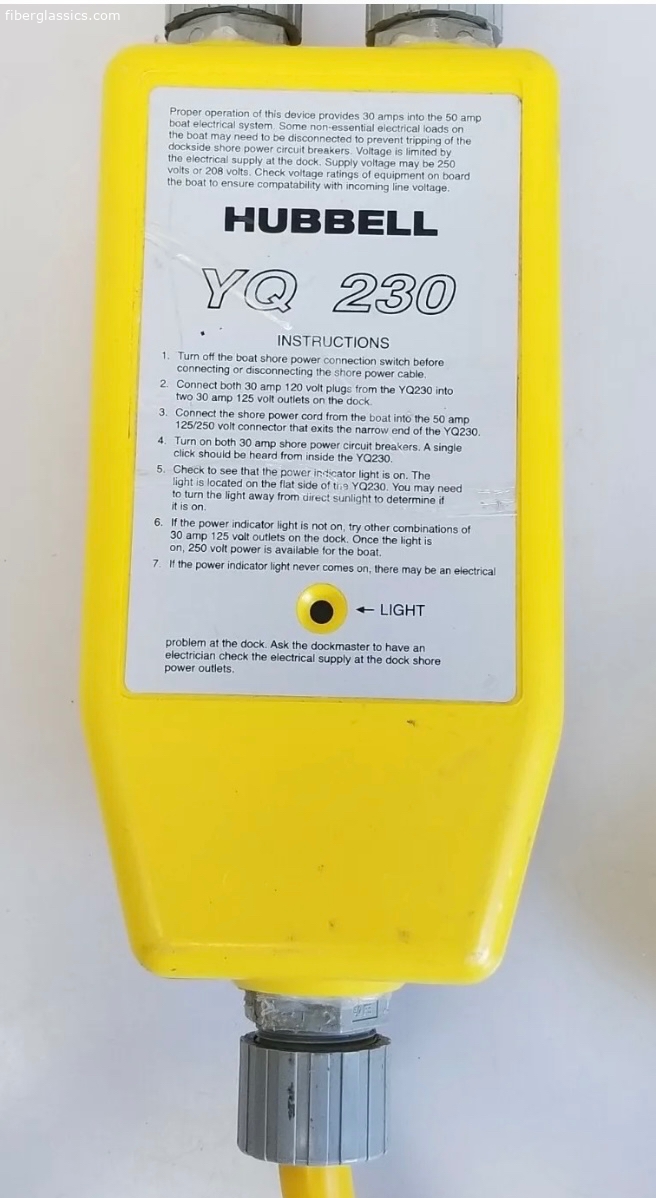 fiberglassics.com
Proper operation of this device provides 30 amps into the 50 amp
boat electrical system. Some non-essential electrical loads on
the boat may need to be disconnected to prevent tripping of the
dockside shore power circuit breakers. Voltage is limited by
the electrical supply at the dock. Supply voltage may be 250
volts or 208 volts. Check voltage ratings of equipment on board
the boat to ensure compatability with incoming line voltage.
HUBBELL
YQ 230
INSTRUCTIONS
1. Turn off the boat shore power connection switch before
connecting or disconnecting the shore power cable.
2. Connect both 30 amp 120 volt plugs from the YQ230 into
two 30 amp 125 volt outlets on the dock.
3. Connect the shore power cord from the boat into the 50 amp
125/250 volt connector that exits the narrow end of the YQ230.
4. Turn on both 30 amp shore power circuit breakers. A single
click should be heard from inside the YQ230.
5. Check to see that the power indicator light is on. The
light is located on the flat side of the YQ230. You may need
to turn the light away from direct sunlight to determine if
it is on.
6. If the power indicator light is not on, try other combinations of
30 amp 125 volt outlets on the dock. Once the light is
on, 250 volt power is available for the boat.
7. If the power indicator light never comes on, there may be an electrical
← LIGHT
problem at the dock. Ask the dockmaster to have an
electrician check the electrical supply at the dock shore
power outlets.